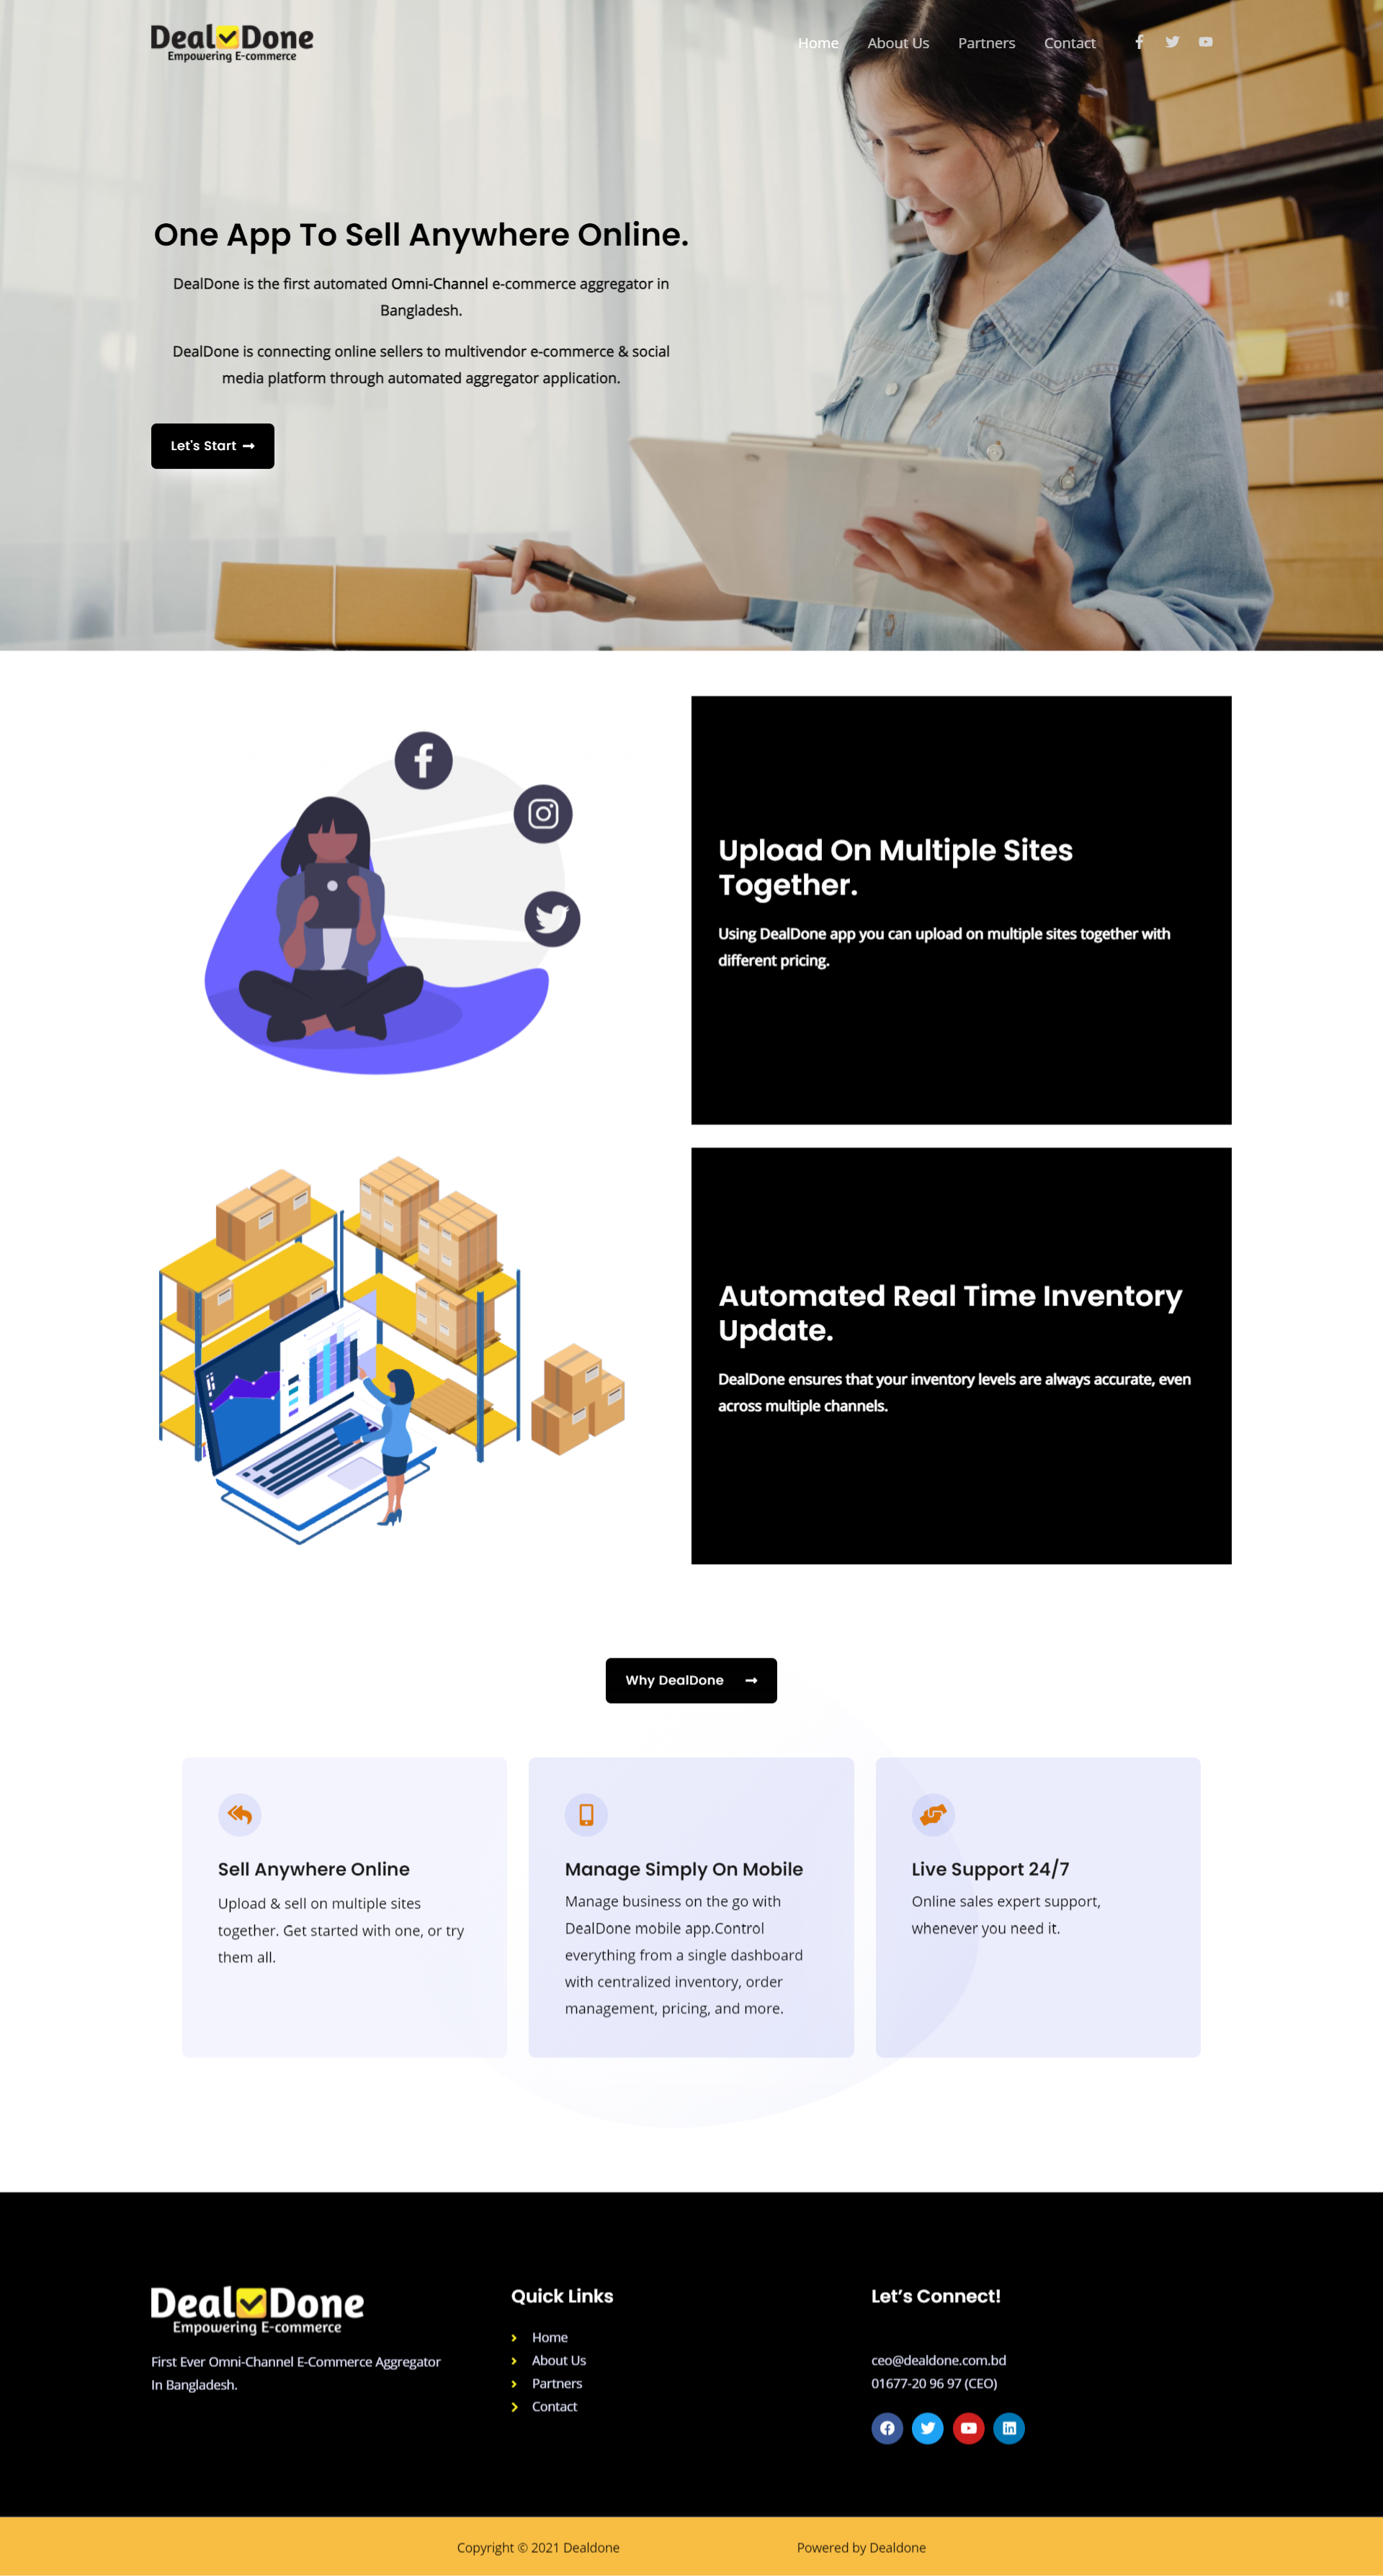 Deal Done
Empowering E-commerce
Home About Us Partners Contact
One App To Sell Anywhere Online.
DealDone is the first automated Omni-Channel e-commerce aggregator in
Bangladesh.
DealDone is connecting online sellers to multivendor e-commerce & social
media platform through automated aggregator application.
Let's Start
Upload On Multiple Sites
Together.
Using DealDone app you can upload on multiple sites together with
different pricing.
Automated Real Time Inventory
Update.
DealDone ensures that your inventory levels are always accurate, even
across multiple channels.
Why DealDone
Sell Anywhere Online
Upload & sell on multiple sites
together. Get started with one, or try
them all.
Manage Simply On Mobile
Manage business on the go with
DealDone mobile app.Control
everything from a single dashboard
with centralized inventory, order
management, pricing, and more.
Live Support 24/7
Online sales expert support,
whenever you need it.
Deal Done
Empowering E-commerce
First Ever Omni-Channel E-Commerce Aggregator
In Bangladesh.
Quick Links
Home
About Us
Partners
Contact
Let’s Connect!
ceo@dealdone.com.bd
01677-20 96 97 (CEO)
Copyright © 2021 Dealdone
Powered by Dealdone